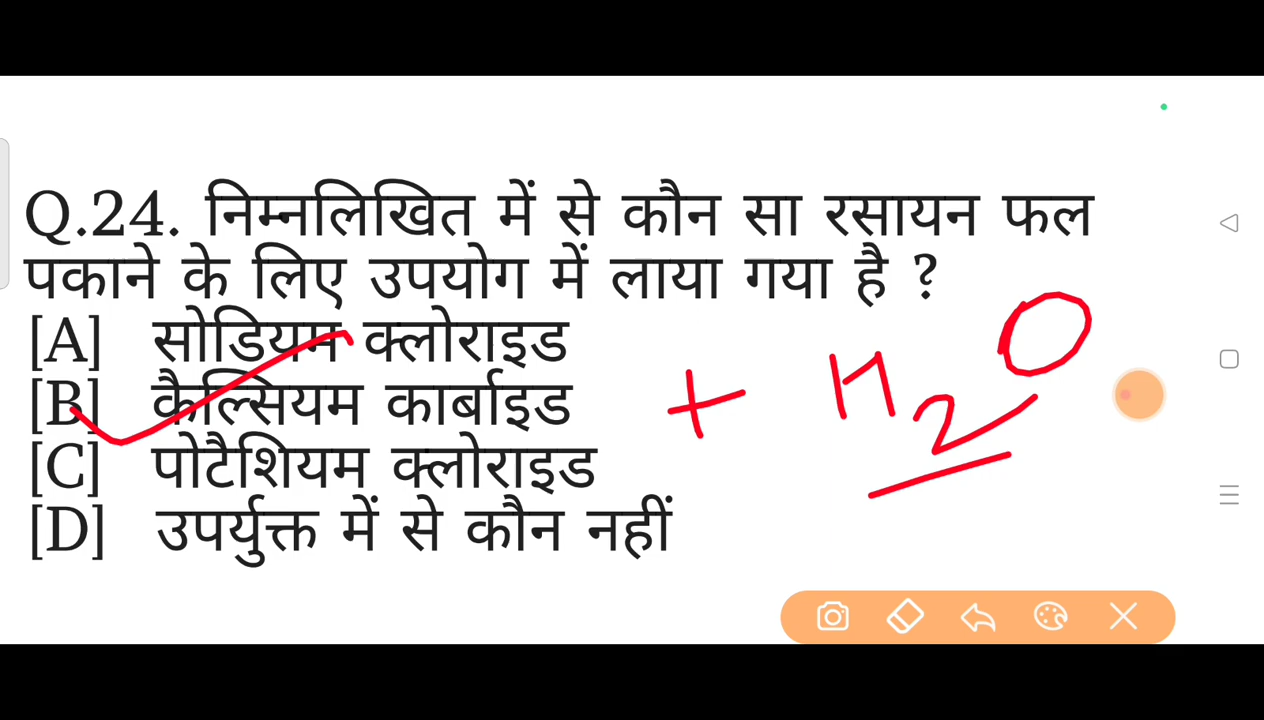 Q.24. निम्नलिखित में से कौन सा रसायन फल
पकाने के लिए उपयोग में लाया गया है ?
[A] सोडियम क्लोराइड
[B] कैल्सियम कार्बाइड + H2O
[C] पोटैशियम क्लोराइड
[D] उपर्युक्त में से कौन नहीं